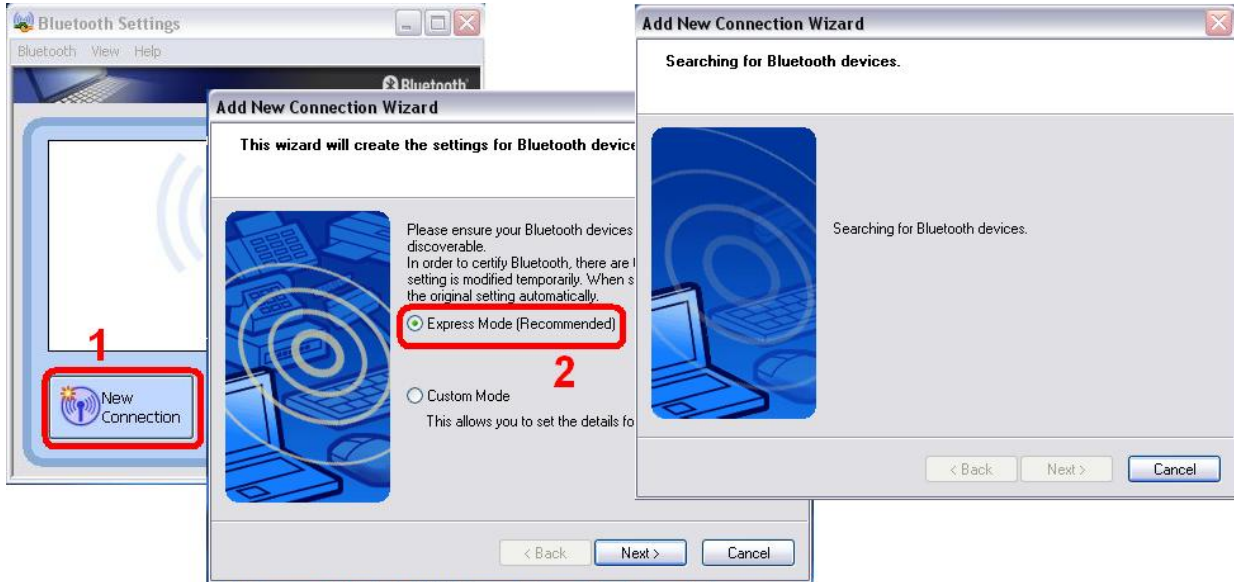 Bluetooth Settings
Bluetooth View Help
Bluetooth
1
New
Connection
Add New Connection Wizard
This wizard will create the settings for Bluetooth device
Please ensure your Bluetooth devices
discoverable.
In order to certify Bluetooth, there are
setting is modified temporarily. When s
the original setting automatically.
Express Mode (Recommended)
2
Custom Mode
This allows you to set the details fo
< Back Next > Cancel
Add New Connection Wizard
Searching for Bluetooth devices.
Searching for Bluetooth devices.
< Back Next > Cancel